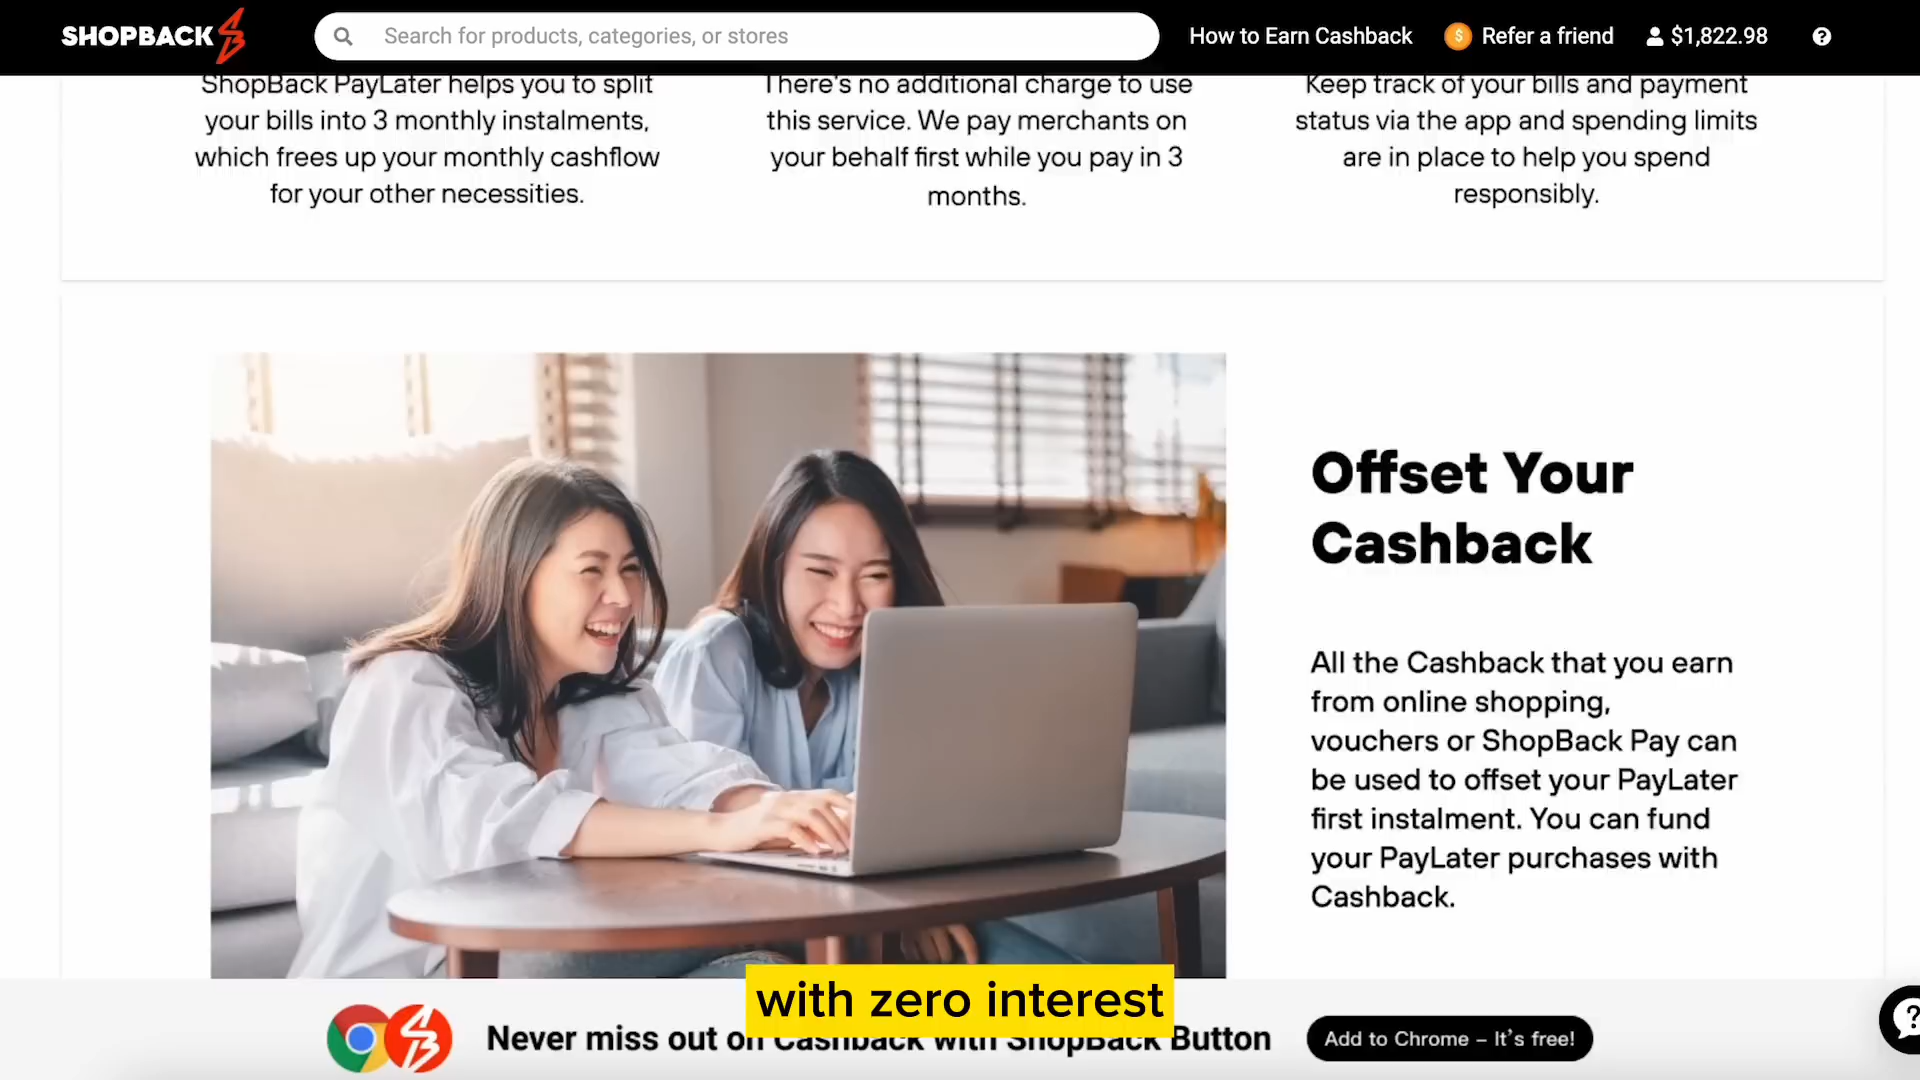 SHOPBACK
Search for products, categories, or stores
How to Earn Cashback
Refer a friend
$1,822.98
ShopBack PayLater helps you to split
your bills into 3 monthly instalments,
which frees up your monthly cashflow
for your other necessities.
There's no additional charge to use
this service. We pay merchants on
your behalf first while you pay in 3
months.
Keep track of your bills and payment
status via the app and spending limits
are in place to help you spend
responsibly.
Offset Your
Cashback
All the Cashback that you earn
from online shopping,
vouchers or ShopBack Pay can
be used to offset your PayLater
first instalment. You can fund
your PayLater purchases with
Cashback.
with zero interest
Never miss out on Cashback with ShopBack Button
Add to Chrome – It's free!